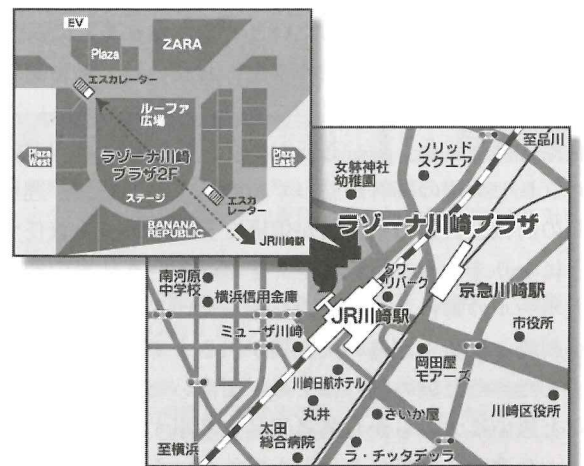 EV
Plaza
ZARA
エスカレーター
ルーファ
広場
Plaza
West
ラゾーナ川崎
プラザ2F
Plaza
East
ステージ
エスカ
レーター
BANANA
REPUBLIC
JR川崎駅
至品川
ソリッド
スクエア
女躰神社
幼稚園
ラゾーナ川崎プラザ
南河原
中学校
横浜信用金庫
タワー
リバーク
京急川崎駅
JR川崎駅
ミューザ川崎
市役所
岡田屋
モアーズ
川崎日航ホテル
丸井
さいか屋
川崎区役所
太田
総合病院
至横浜
ラ・チッタデッラ